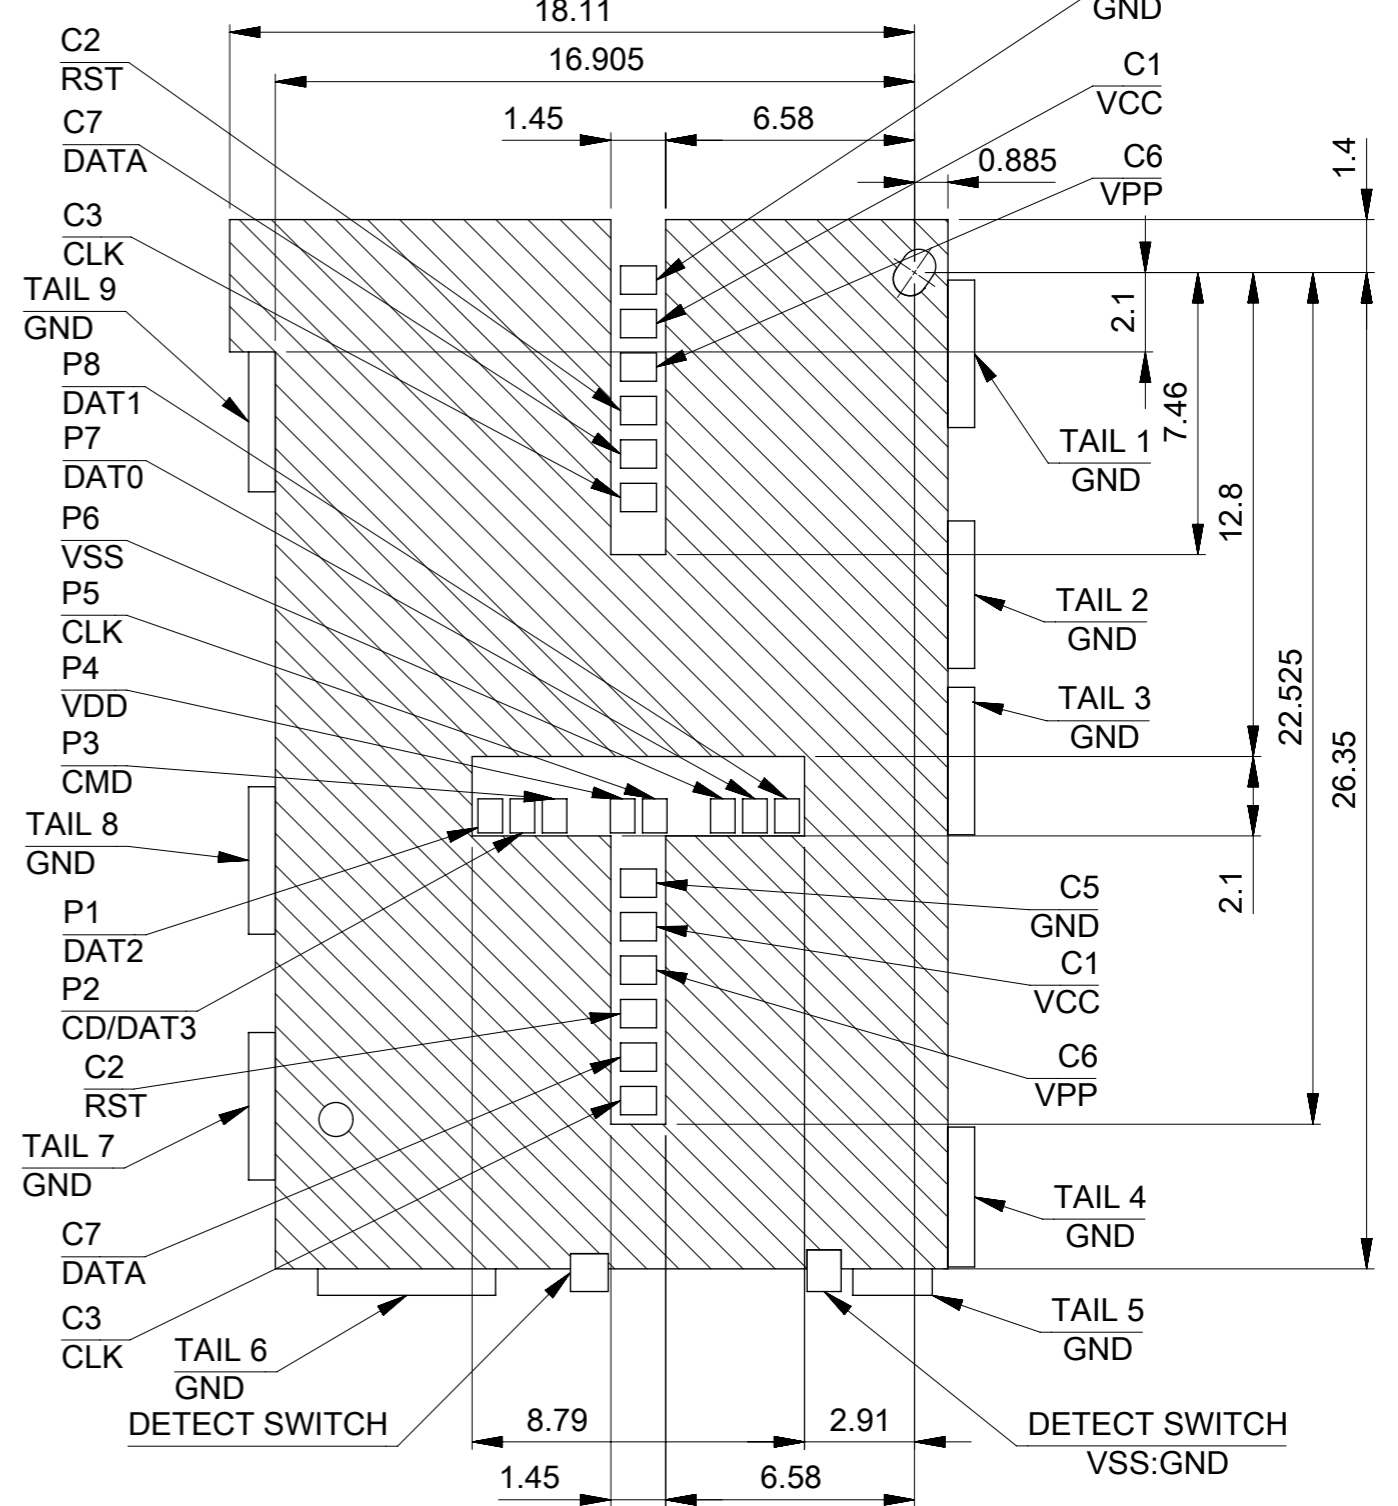 18.11
GND
C2
RST
16.905
C1
VCC
C7
DATA
1.45
6.58
0.885
C6
VPP
1.4
C3
CLK
TAIL 9
GND
2.1
P8
DAT1
7.46
P7
DAT0
TAIL 1
GND
12.8
P6
VSS
P5
CLK
TAIL 2
GND
22.525
P4
VDD
TAIL 3
GND
26.35
P3
CMD
TAIL 8
GND
2.1
P1
DAT2
C5
GND
P2
CD/DAT3
C1
VCC
C2
RST
C6
VPP
TAIL 7
GND
TAIL 4
GND
C7
DATA
C3
CLK
TAIL 5
GND
TAIL 6
GND
DETECT SWITCH
8.79
2.91
DETECT SWITCH
VSS:GND
1.45
6.58